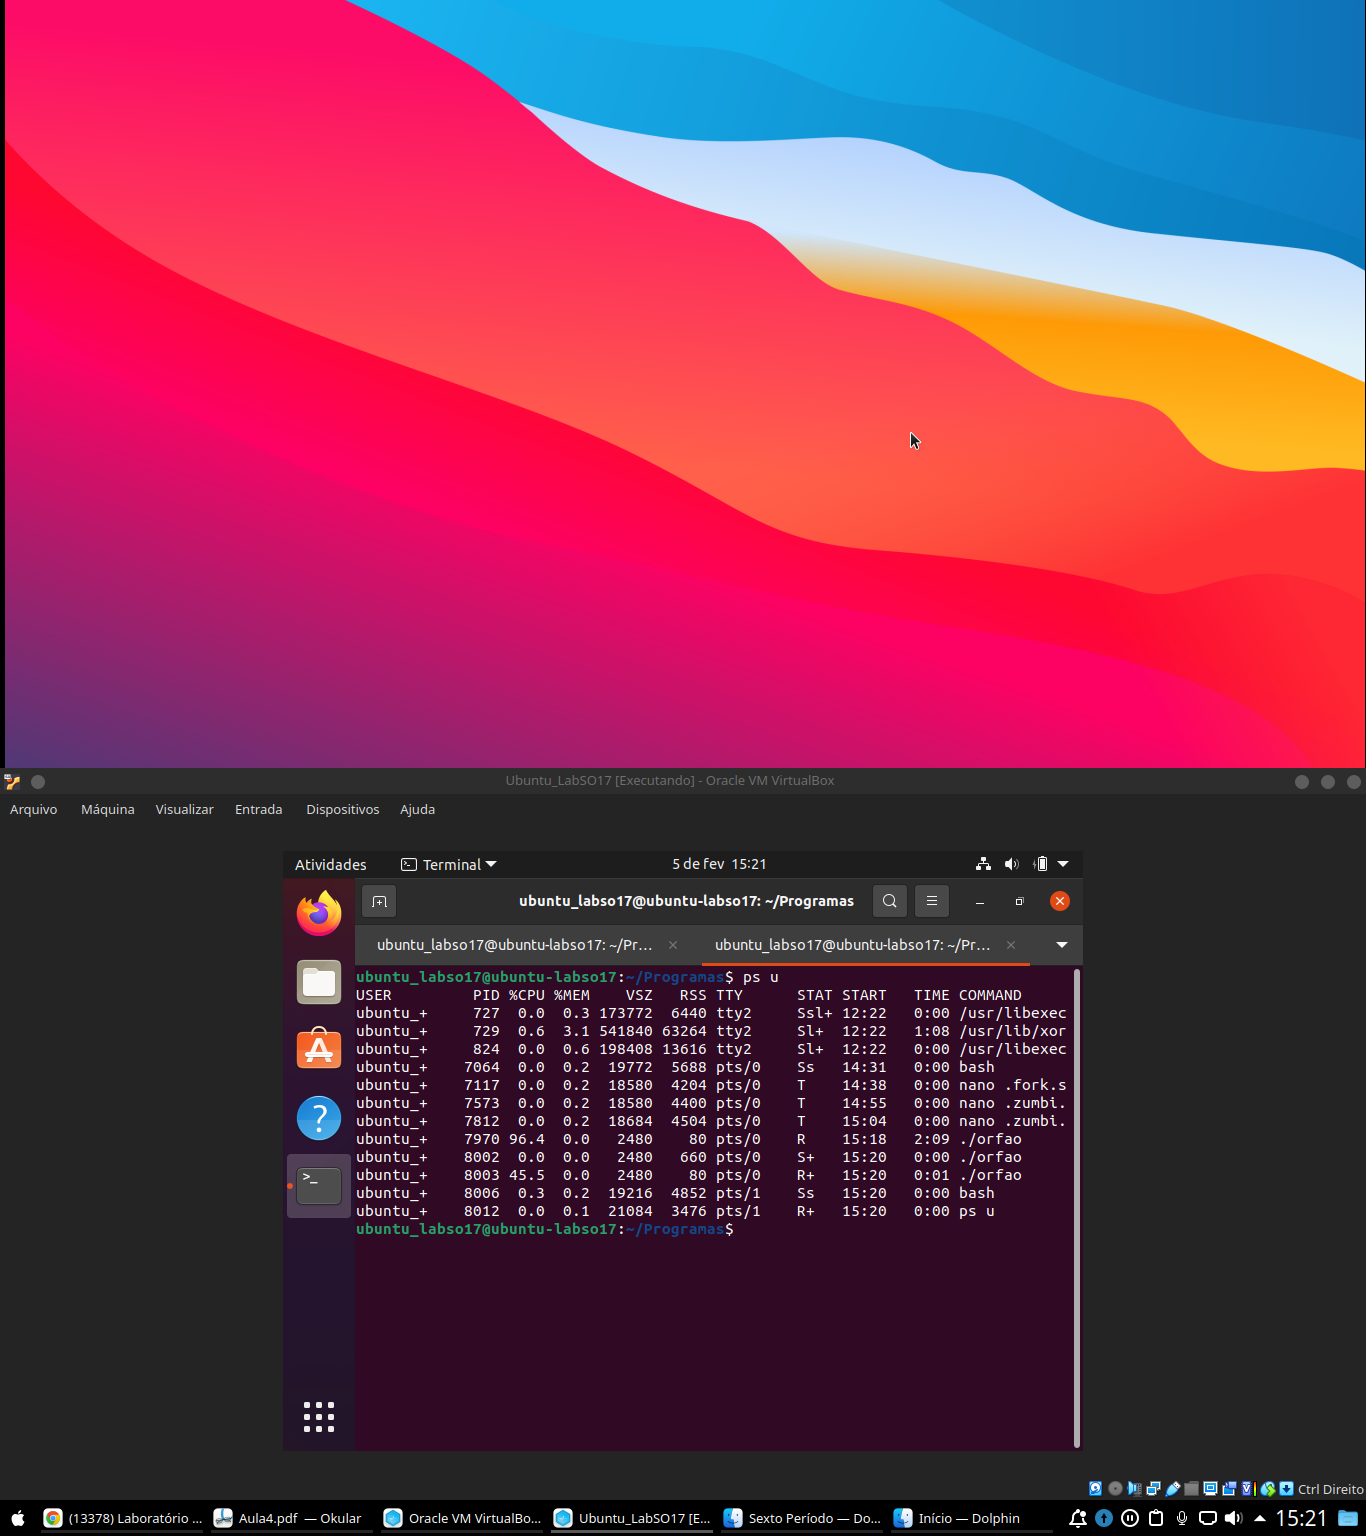 Ubuntu_LabSO17 [Executando] - Oracle VM VirtualBox
Arquivo Máquina Visualizar Entrada Dispositivos Ajuda
Atividades Terminal 5 de fev 15:21
ubuntu_labso17@ubuntu-labso17: ~/Programas
ubuntu_labso17@ubuntu-labso17: ~/Pr... ubuntu_labso17@ubuntu-labso17: ~/Pr...
ubuntu_labso17@ubuntu-labso17:~/Programas$ ps u
USER PID %CPU %MEM VSZ RSS TTY STAT START TIME COMMAND
ubuntu_+ 727 0.0 0.3 173772 6440 tty2 Ssl+ 12:22 0:00 /usr/libexec
ubuntu_+ 729 0.6 3.1 541840 63264 tty2 Sl+ 12:22 1:08 /usr/lib/xor
ubuntu_+ 824 0.0 0.6 198408 13616 tty2 Sl+ 12:22 0:00 /usr/libexec
ubuntu_+ 7064 0.0 0.2 19772 5688 pts/0 Ss 14:31 0:00 bash
ubuntu_+ 7117 0.0 0.2 18580 4204 pts/0 T 14:38 0:00 nano .fork.s
ubuntu_+ 7573 0.0 0.2 18580 4400 pts/0 T 14:55 0:00 nano .zumbi.
ubuntu_+ 7812 0.0 0.2 18684 4504 pts/0 T 15:04 0:00 nano .zumbi.
ubuntu_+ 7970 96.4 0.0 2480 80 pts/0 R 15:18 2:09 ./orfao
ubuntu_+ 8002 0.0 0.0 2480 660 pts/0 S+ 15:20 0:00 ./orfao
ubuntu_+ 8003 45.5 0.0 2480 80 pts/0 R+ 15:20 0:01 ./orfao
ubuntu_+ 8006 0.3 0.2 19216 4852 pts/1 Ss 15:20 0:00 bash
ubuntu_+ 8012 0.0 0.1 21084 3476 pts/1 R+ 15:20 0:00 ps u
ubuntu_labso17@ubuntu-labso17:~/Programas$
Ctrl Direito
(13378) Laboratório ... Aula4.pdf — Okular Oracle VM VirtualBo... Ubuntu_LabSO17 [E... Sexto Período — Do... Início — Dolphin 15:21